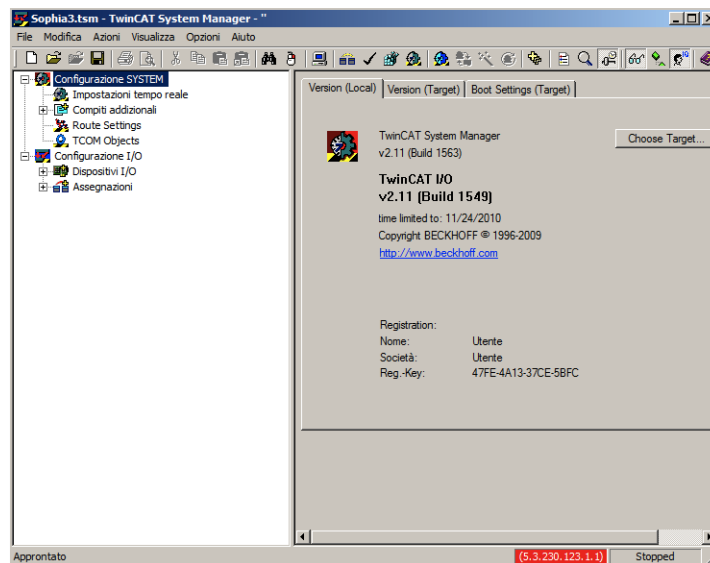 Sophia3.tsm - TwinCAT System Manager - ''
File Modifica Azioni Visualizza Opzioni Aiuto
Configurazione SYSTEM
Impostazioni tempo reale
Compiti addizionali
Route Settings
TCOM Objects
Configurazione I/O
Dispositivi I/O
Assegnazioni
Version (Local) Version (Target) Boot Settings (Target)
TwinCAT System Manager
v2.11 (Build 1563)
Choose Target...
TwinCAT I/O
v2.11 (Build 1549)
time limited to: 11/24/2010
Copyright BECKHOFF © 1996-2009
http://www.beckhoff.com
Registration:
Nome: Utente
Società: Utente
Reg.-Key: 47FE-4A13-37CE-5BFC
Approntato (5.3.230.123.1.1) Stopped